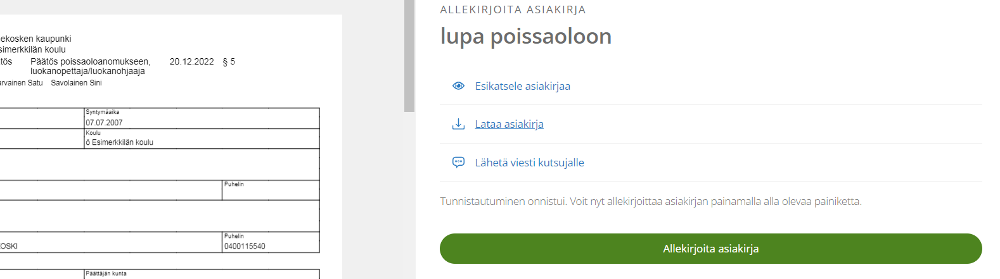 ekosken kaupunki
simerkkilän koulu
tös Päätös poissaoloanomukseen, 20.12.2022 § 5
luokanopettaja/luokanohjaaja
arvainen Satu Savolainen Sini
Syntymäaika
07.07.2007
Koulu
ö Esimerkkilän koulu
Puhelin
Puhelin
OSKI 0400115540
Päättäjän kunta
ALLEKIRJOITA ASIAKIRJA
lupa poissaoloon
Esikatsele asiakirjaa
Lataa asiakirja
Lähetä viesti kutsujalle
Tunnistautuminen onnistui. Voit nyt allekirjoittaa asiakirjan painamalla alla olevaa painiketta.
Allekirjoita asiakirja